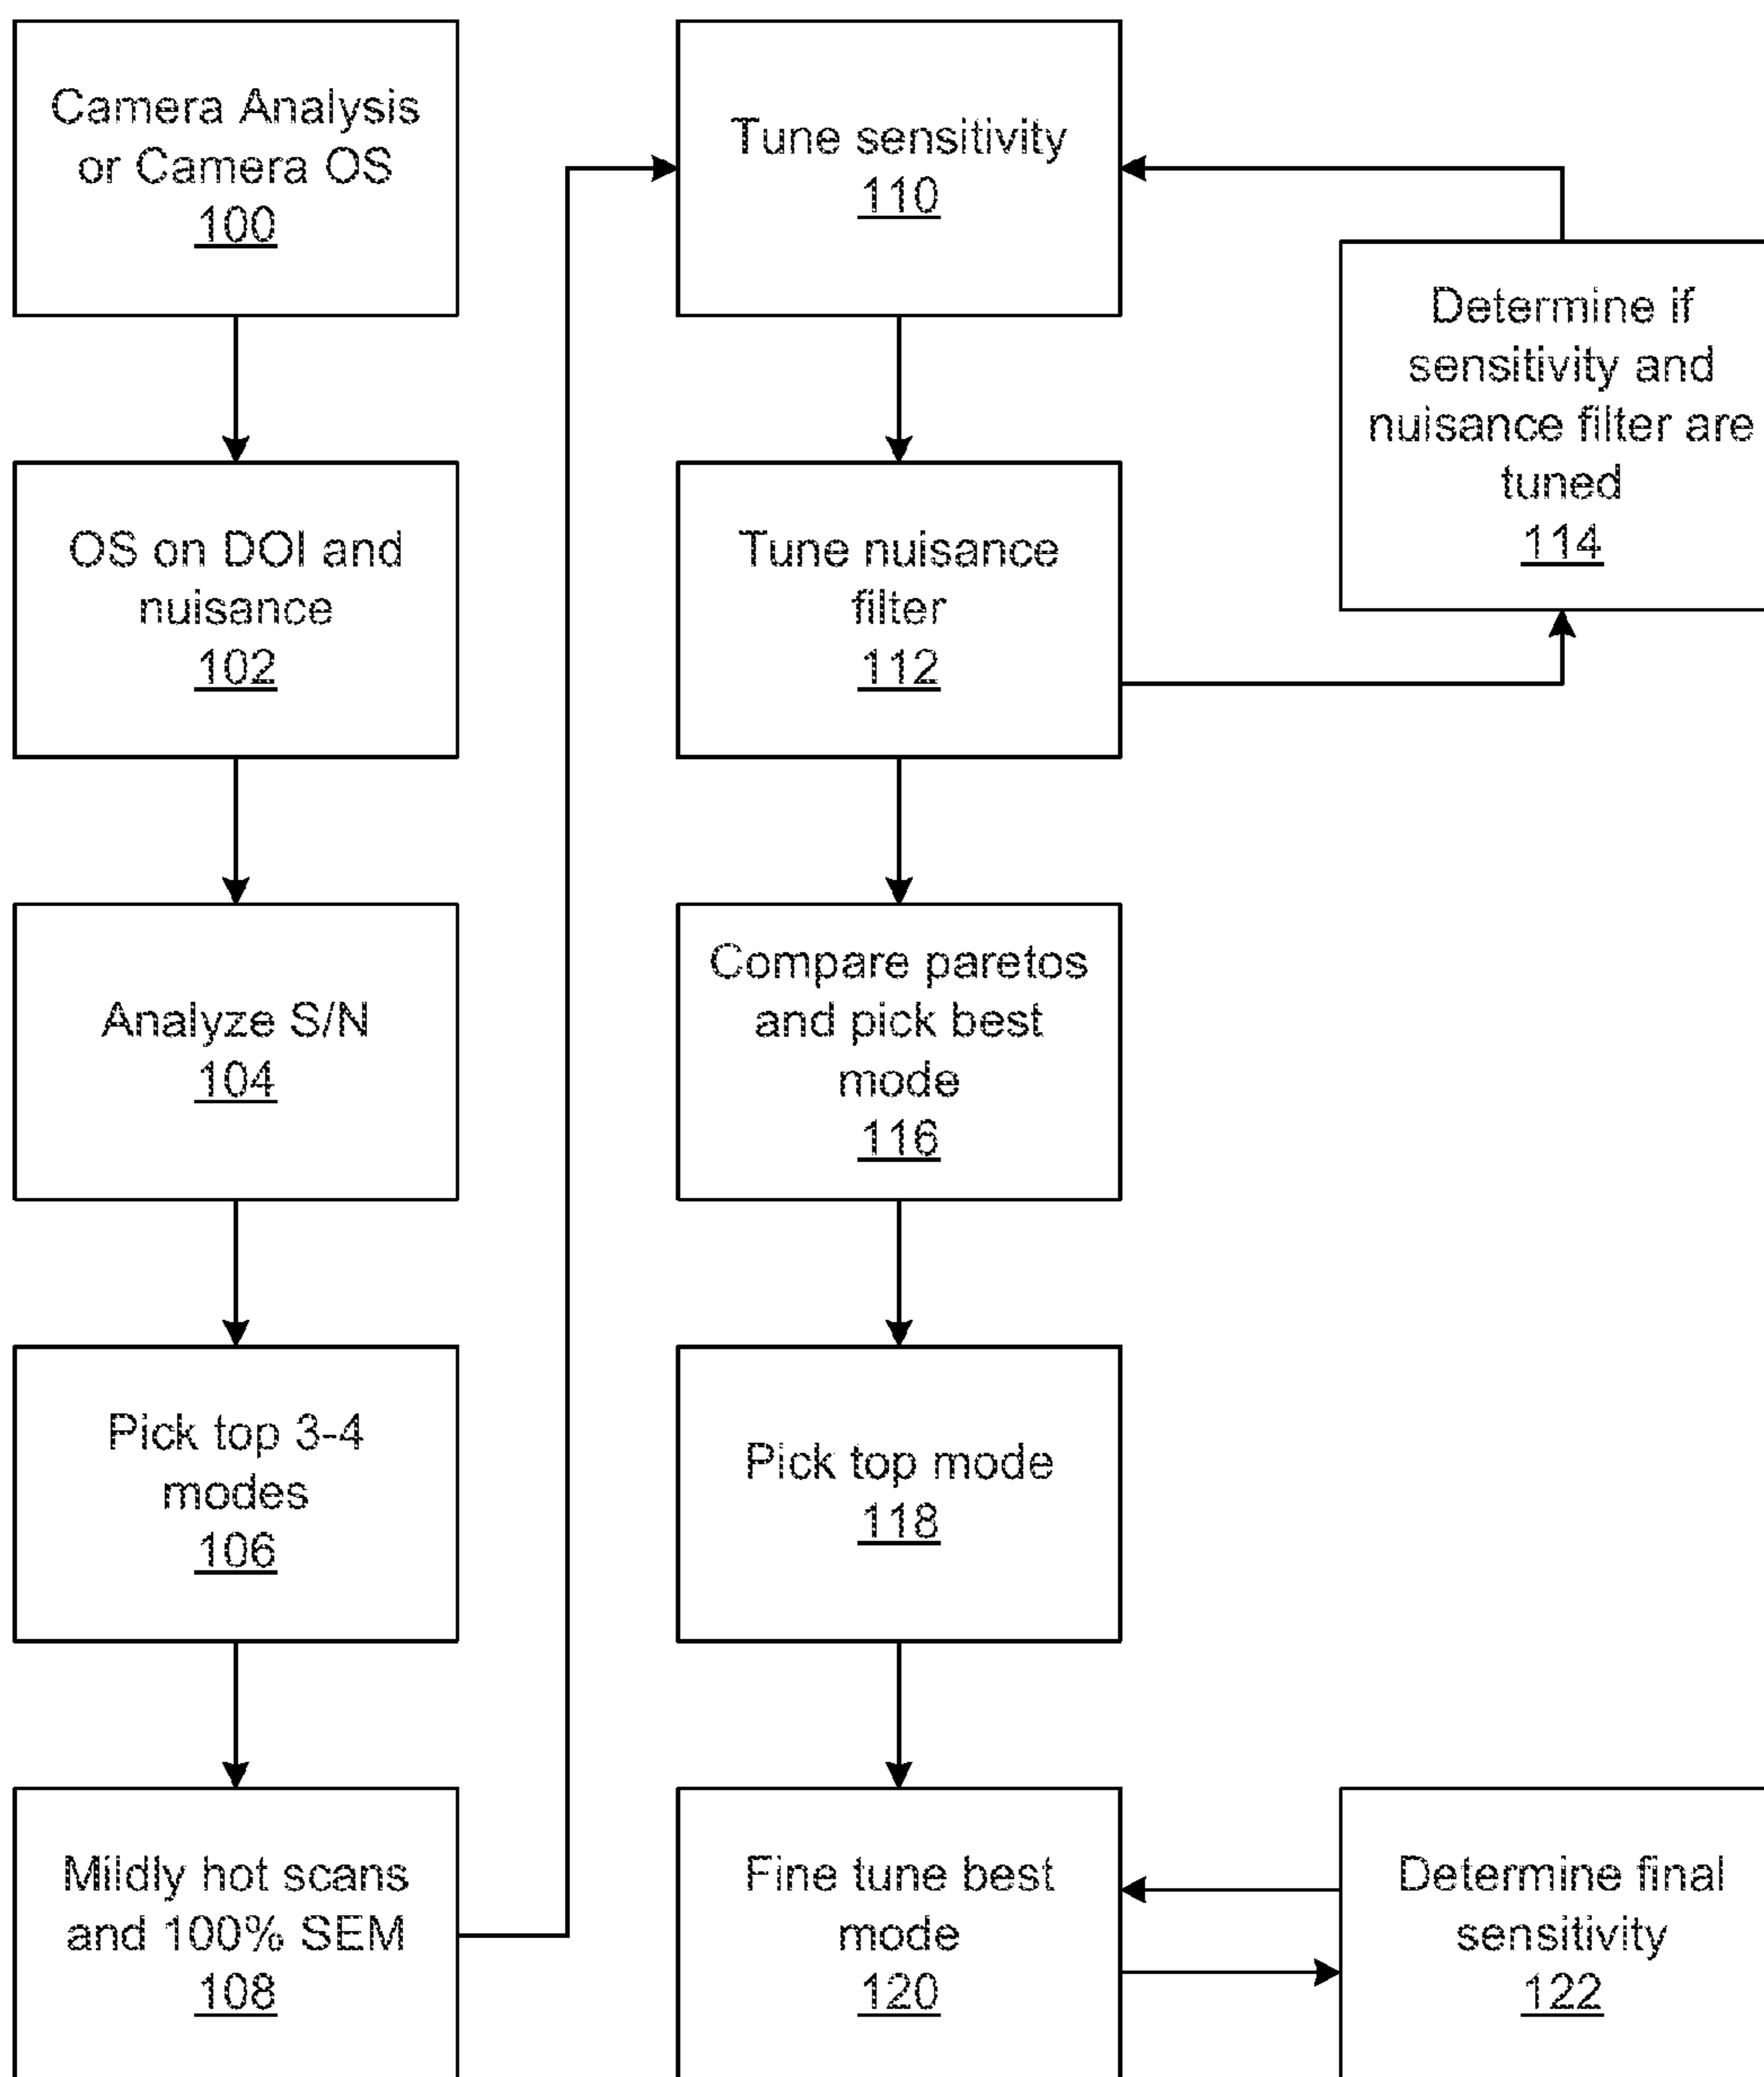 Camera Analysis
or Camera OS
100
OS on DOI and
nuisance
102
Analyze S/N
104
Pick top 3-4
modes
106
Mildly hot scans
and 100% SEM
108
Tune sensitivity
110
Tune nuisance
filter
112
Determine if
sensitivity and
nuisance filter are
tuned
114
Compare paretos
and pick best
mode
116
Pick top mode
118
Fine tune best
mode
120
Determine final
sensitivity
122